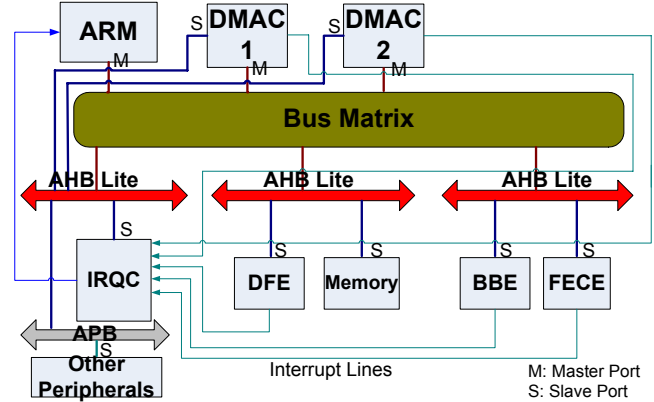 ARM
S
DMAC
1
S
DMAC
2
M
M
M
Bus Matrix
AHB Lite
AHB Lite
AHB Lite
S
S
S
S
S
IRQC
DFE
Memory
BBE
FECE
APB
S
Other
Peripherals
Interrupt Lines
M: Master Port
S: Slave Port